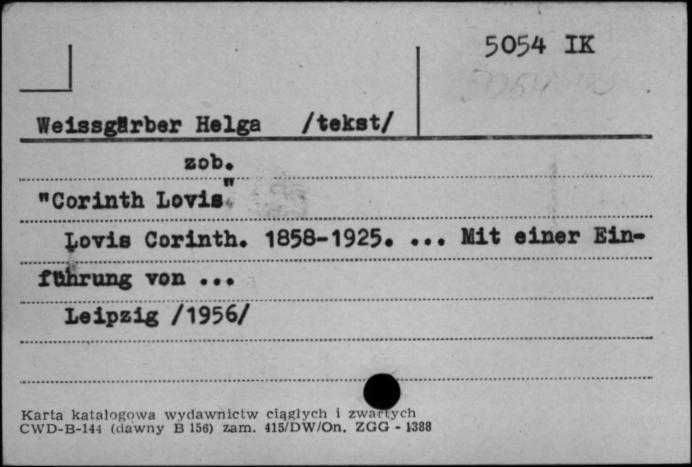 5054 IK
Weissgärber Helga /tekst/
zob.
"Corinth Lovis"
Lovis Corinth. 1858-1925. ... Mit einer Ein-
führung von ...
Leipzig /1956/
Karta katalogowa wydawnictw ciągłych i zwartych
CWD-B-144 (dawny B 156) zam. 415/DW/On. ZGG - 1388